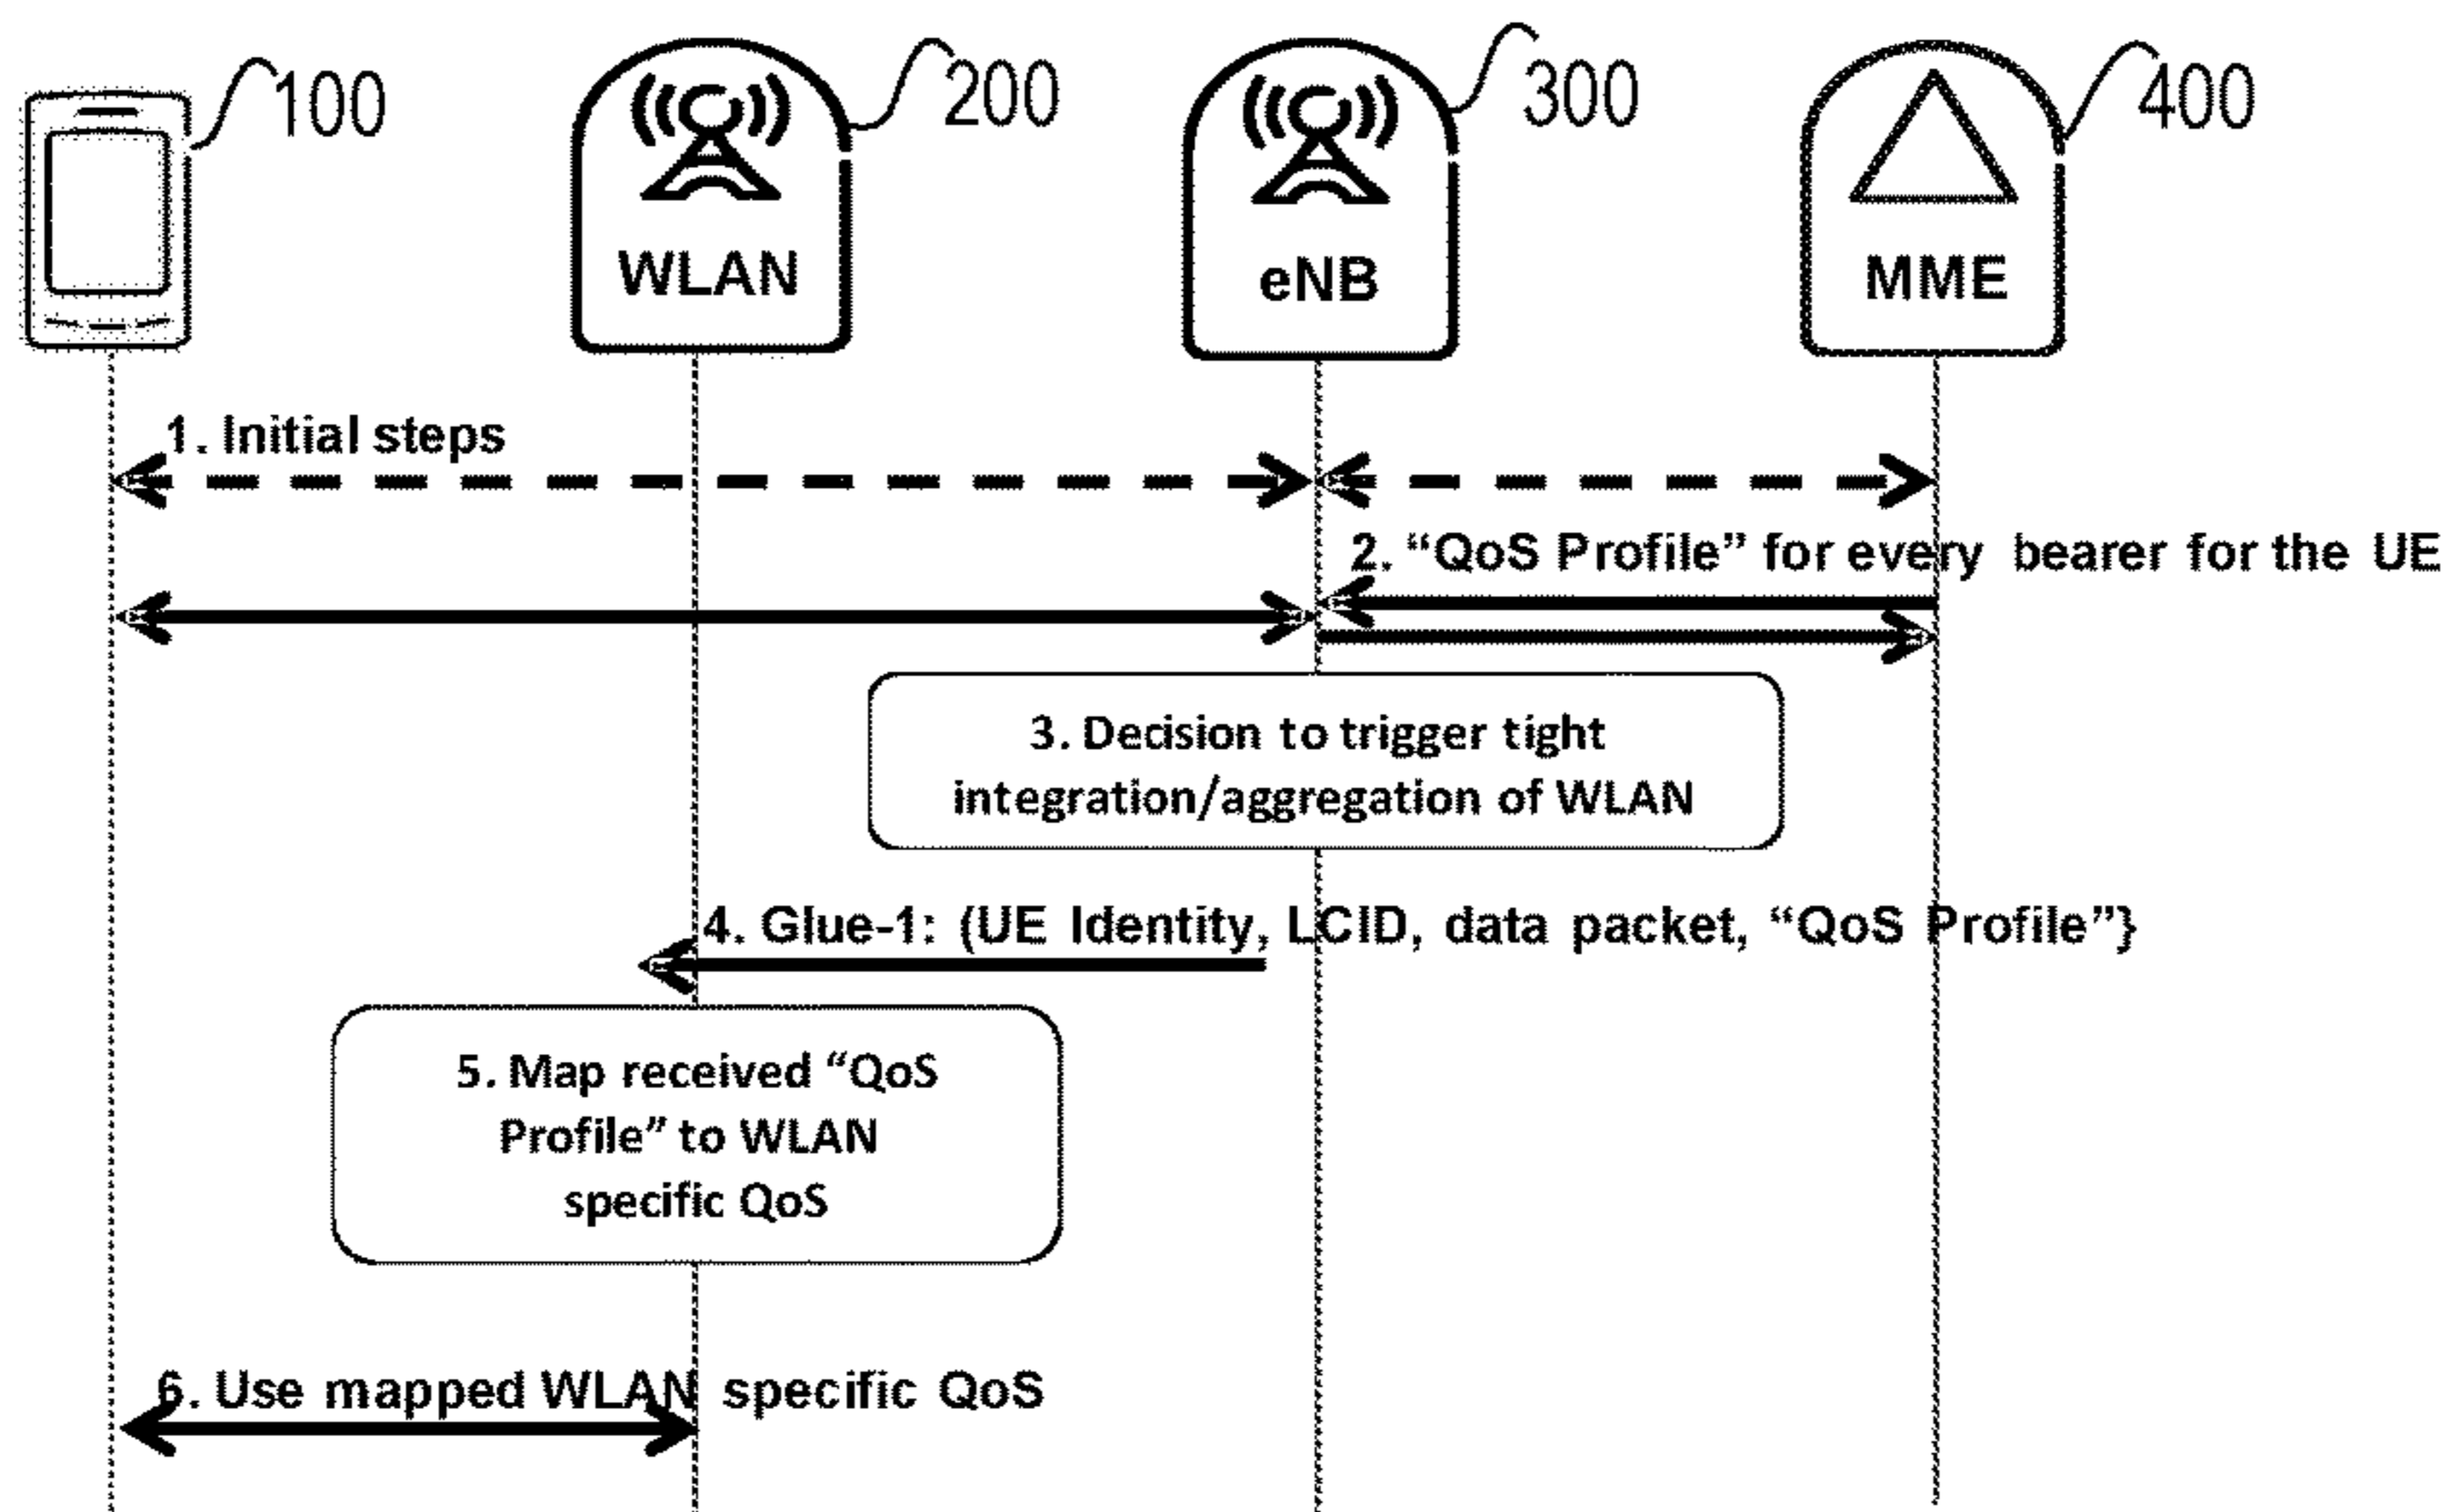 100
200
300
400
WLAN
eNB
MME
1. Initial steps
2. “QoS Profile” for every bearer for the UE
3. Decision to trigger tight
integration/aggregation of WLAN
4. Glue-1: (UE Identity, LCID, data packet, “QoS Profile”}
5. Map received “QoS
Profile” to WLAN
specific QoS
6. Use mapped WLAN specific QoS